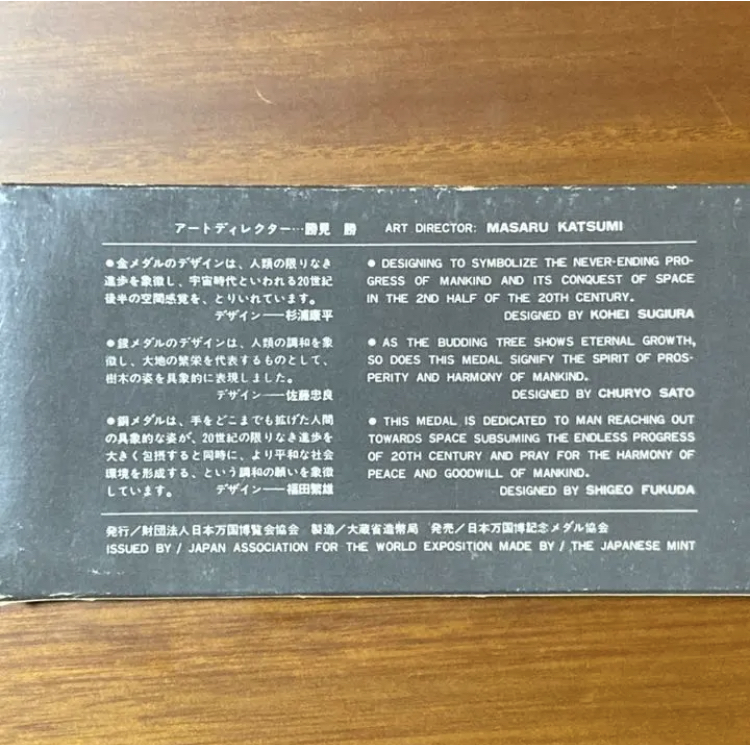 アートディレクター…勝見 勝 ART DIRECTOR: MASARU KATSUMI
●金メダルのデザインは、人類の限りなき
進歩を象徴し、宇宙時代といわれる20世紀
後半の空間感覚を、とりいれています。
デザイン──杉浦康平
● DESIGNING TO SYMBOLIZE THE NEVER-ENDING PRO-
GRESS OF MANKIND AND ITS CONQUEST OF SPACE
IN THE 2ND HALF OF THE 20TH CENTURY.
DESIGNED BY KOHEI SUGIURA
●銀メダルのデザインは、人類の調和を象
徴し、大地の繁栄を代表するものとして、
樹木の姿を具象的に表現しました。
デザイン──佐藤忠良
● AS THE BUDDING TREE SHOWS ETERNAL GROWTH,
SO DOES THIS MEDAL SIGNIFY THE SPIRIT OF PROS-
PERITY AND HARMONY OF MANKIND.
DESIGNED BY CHURYO SATO
●銅メダルは、手をどこまでも拡げた人間
の具象的な姿が、20世紀の限りなき進歩を
大きく包摂すると同時に、より平和な社会
環境を形成する、という調和の願いを象徴
しています。 デザイン──福田繁雄
● THIS MEDAL IS DEDICATED TO MAN REACHING OUT
TOWARDS SPACE SUBSUMING THE ENDLESS PROGRESS
OF 20TH CENTURY AND PRAY FOR THE HARMONY OF
PEACE AND GOODWILL OF MANKIND.
DESIGNED BY SHIGEO FUKUDA
発行／財団法人日本万国博覧会協会 製造／大蔵省造幣局 発売／日本万国博記念メダル協会
ISSUED BY / JAPAN ASSOCIATION FOR THE WORLD EXPOSITION MADE BY / THE JAPANESE MINT